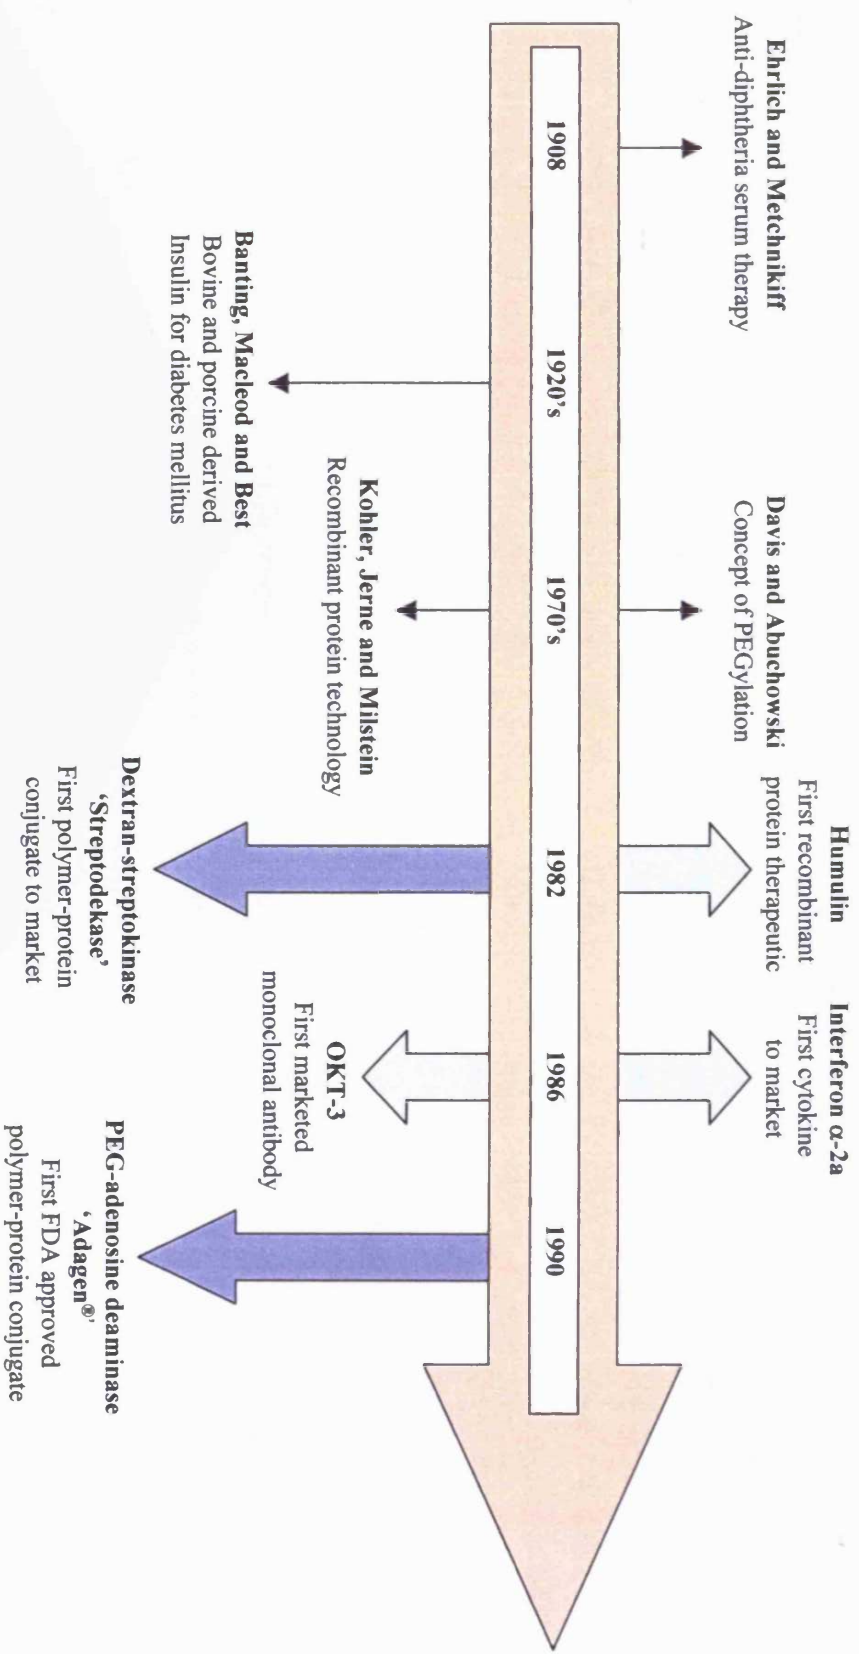 Ehrlich and Metchnikiff
Anti-diphtheria serum therapy
Davis and Abuchowski
Concept of PEGylation
Humulin
First recombinant
protein therapeutic
Interferon α-2a
First cytokine
to market
1908
1920's
1970's
1982
1986
1990
Banting, Macleod and Best
Bovine and porcine derived
Insulin for diabetes mellitus
Kohler, Jerne and Milstein
Recombinant protein technology
Dextran-streptokinase
‘Streptodekase’
First polymer-protein
conjugate to market
OKT-3
First marketed
monoclonal antibody
PEG-adenosine deaminase
‘Adagen®’
First FDA approved
polymer-protein conjugate